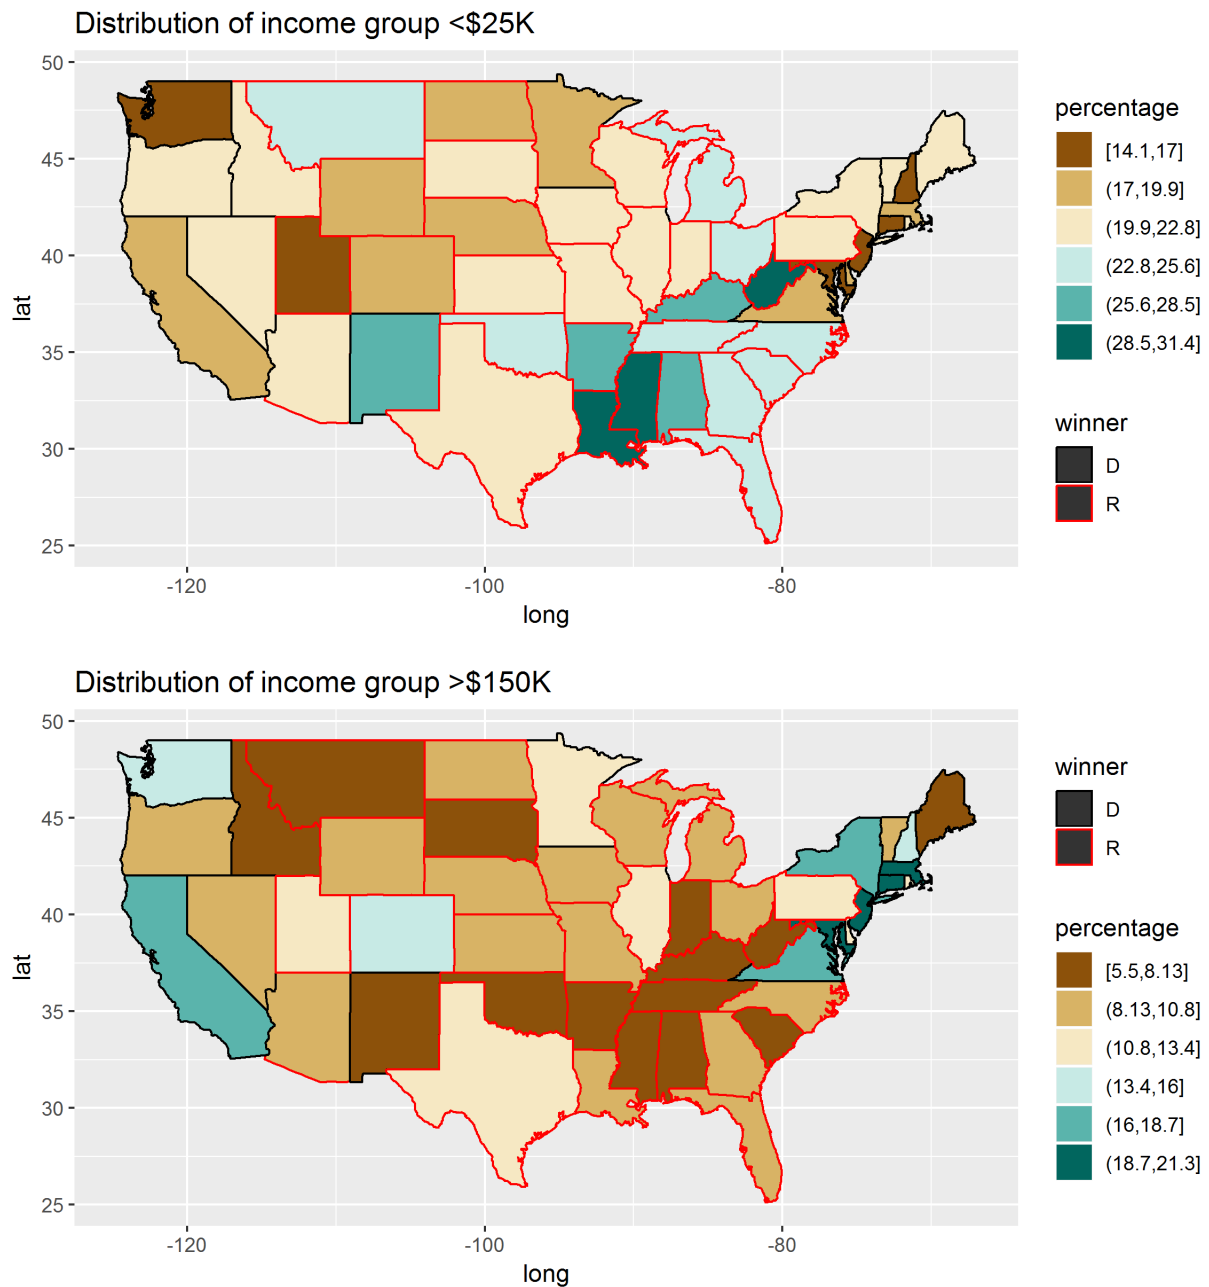 Distribution of income group <$25K
50
45
40
35
30
25
lat
-120
-100
-80
long
percentage
[14.1,17]
(17,19.9]
(19.9,22.8]
(22.8,25.6]
(25.6,28.5]
(28.5,31.4]
winner
D
R
Distribution of income group >$150K
50
45
40
35
30
25
lat
-120
-100
-80
long
winner
D
R
percentage
[5.5,8.13]
(8.13,10.8]
(10.8,13.4]
(13.4,16]
(16,18.7]
(18.7,21.3]